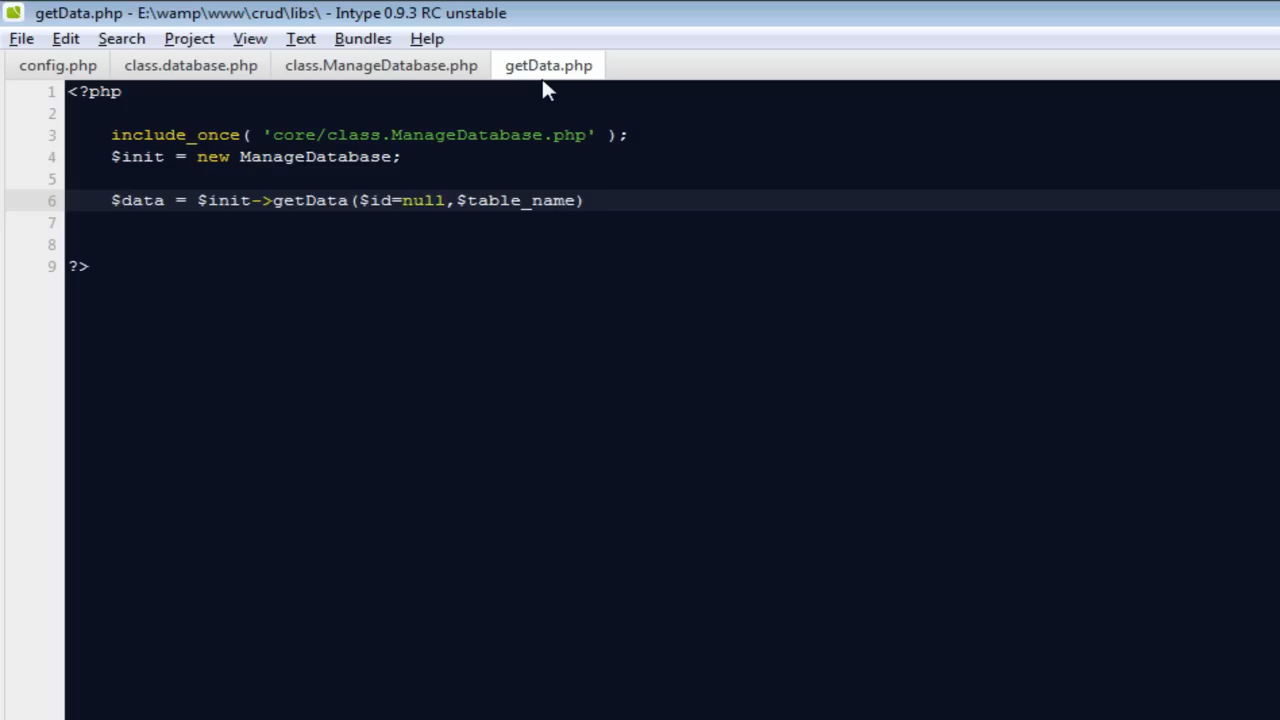 getData.php - E:\wamp\www\crud\libs\ - Intype 0.9.3 RC unstable
File Edit Search Project View Text Bundles Help
config.php class.database.php class.ManageDatabase.php getData.php
1 <?php
2
3 include_once( 'core/class.ManageDatabase.php' );
4 $init = new ManageDatabase;
5
6 $data = $init->getData($id=null,$table_name)
7
8
9 ?>